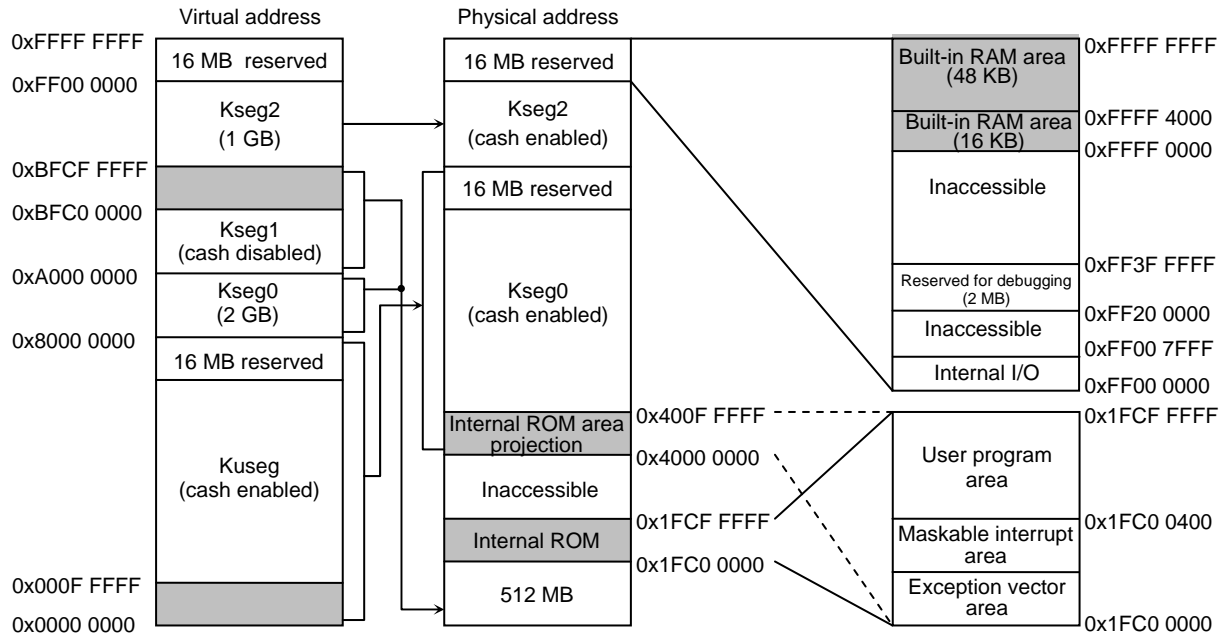 Virtual address
0xFFFF FFFF
16 MB reserved
0xFF00 0000
Kseg2
(1 GB)
0xBFCF FFFF
0xBFC0 0000
Kseg1
(cash disabled)
0xA000 0000
Kseg0
(2 GB)
0x8000 0000
16 MB reserved
Kuseg
(cash enabled)
0x000F FFFF
0x0000 0000
Physical address
16 MB reserved
Kseg2
(cash enabled)
16 MB reserved
Kseg0
(cash enabled)
Internal ROM area
projection
0x400F FFFF
0x4000 0000
Inaccessible
0x1FCF FFFF
Internal ROM
0x1FC0 0000
512 MB
0xFFFF FFFF
Built-in RAM area
(48 KB)
0xFFFF 4000
Built-in RAM area
(16 KB)
0xFFFF 0000
Inaccessible
0xFF3F FFFF
Reserved for debugging
(2 MB)
0xFF20 0000
Inaccessible
0xFF00 7FFF
Internal I/O
0xFF00 0000
0x1FCF FFFF
User program
area
0x1FC0 0400
Maskable interrupt
area
Exception vector
area
0x1FC0 0000